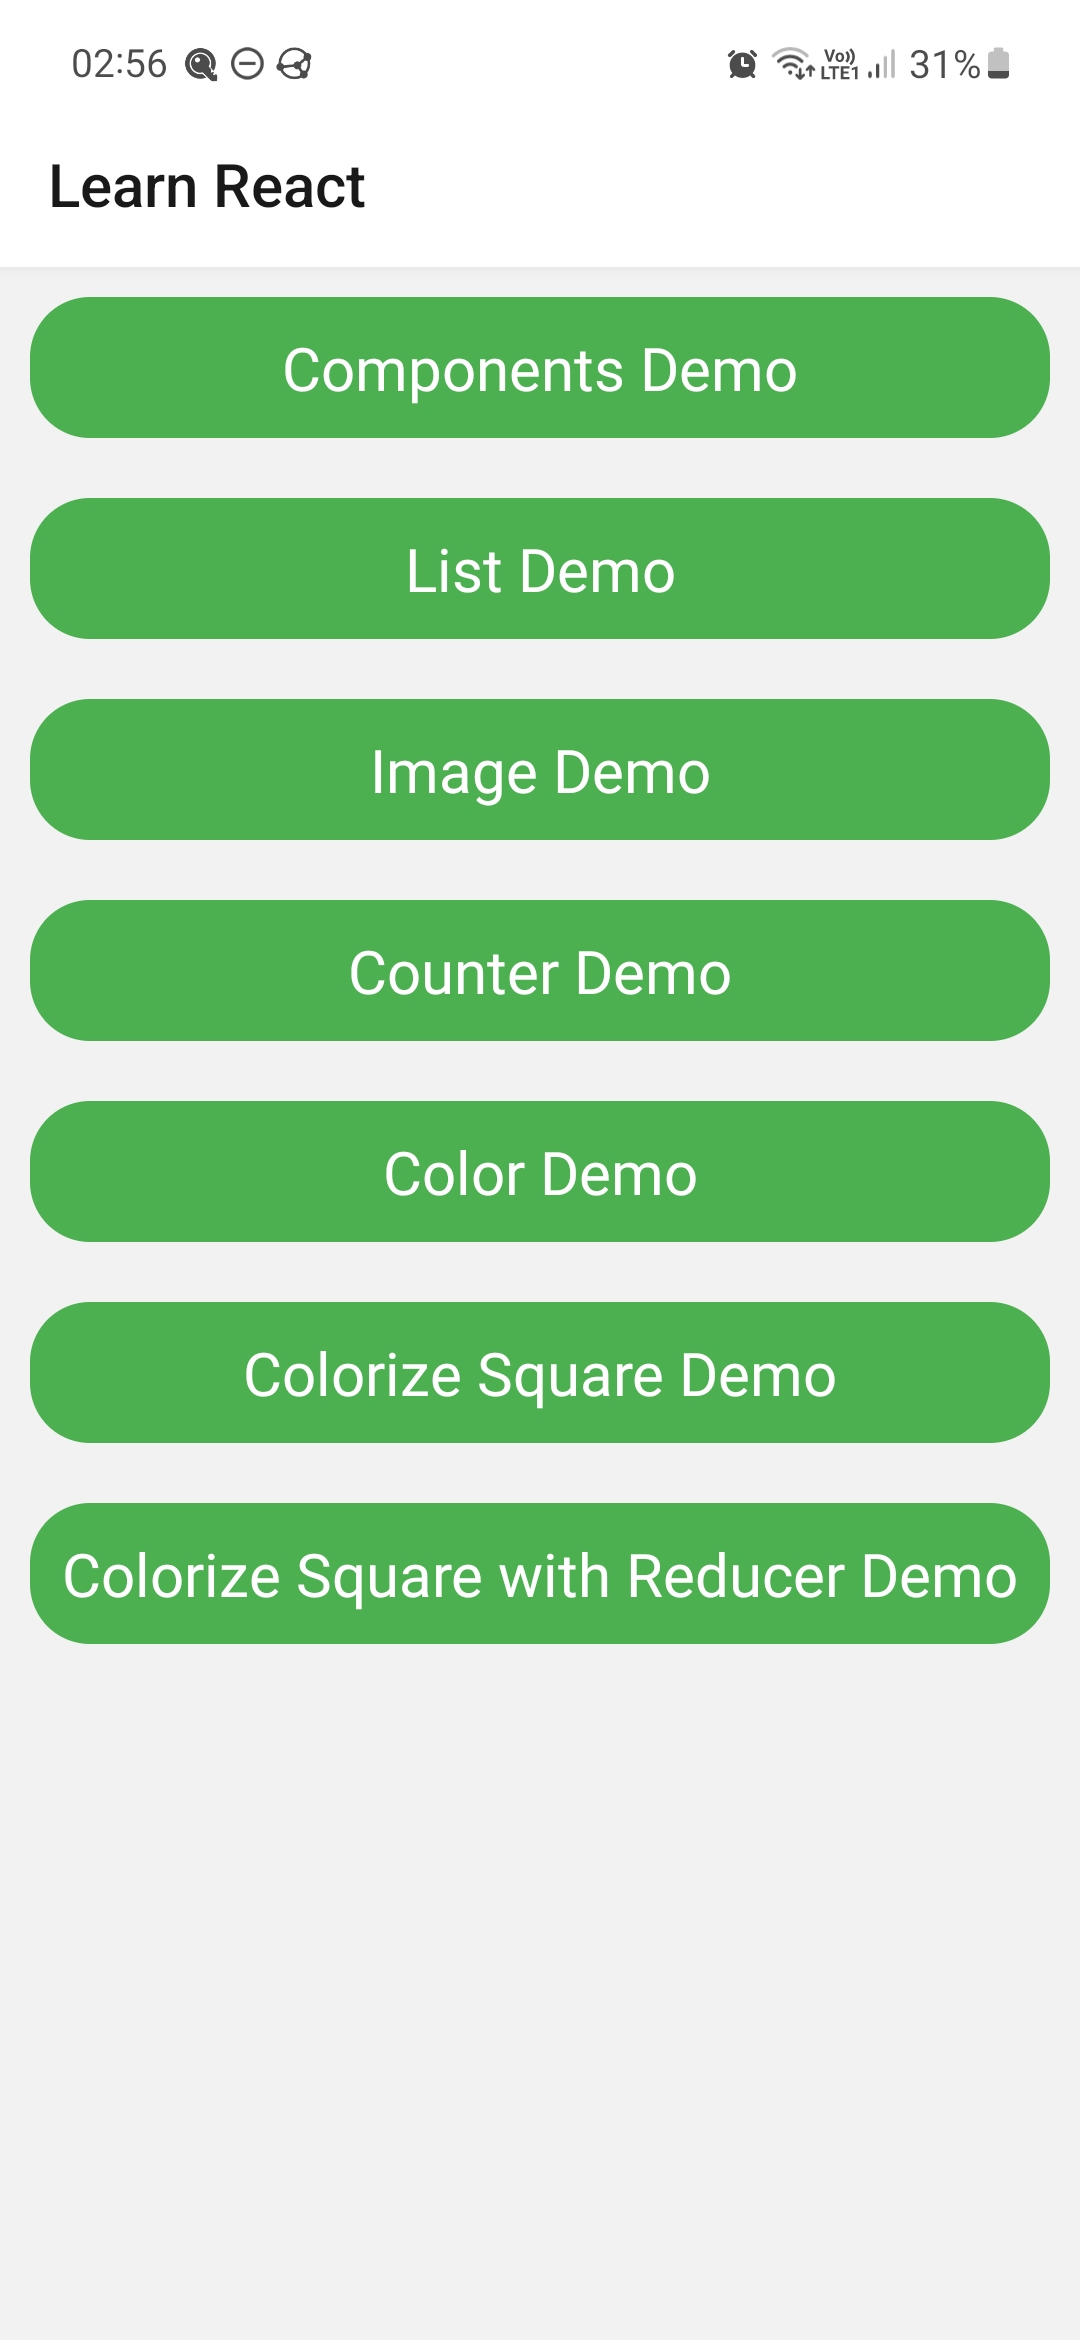 02:56 Vo)) LTE1 31%
Learn React
Components Demo
List Demo
Image Demo
Counter Demo
Color Demo
Colorize Square Demo
Colorize Square with Reducer Demo